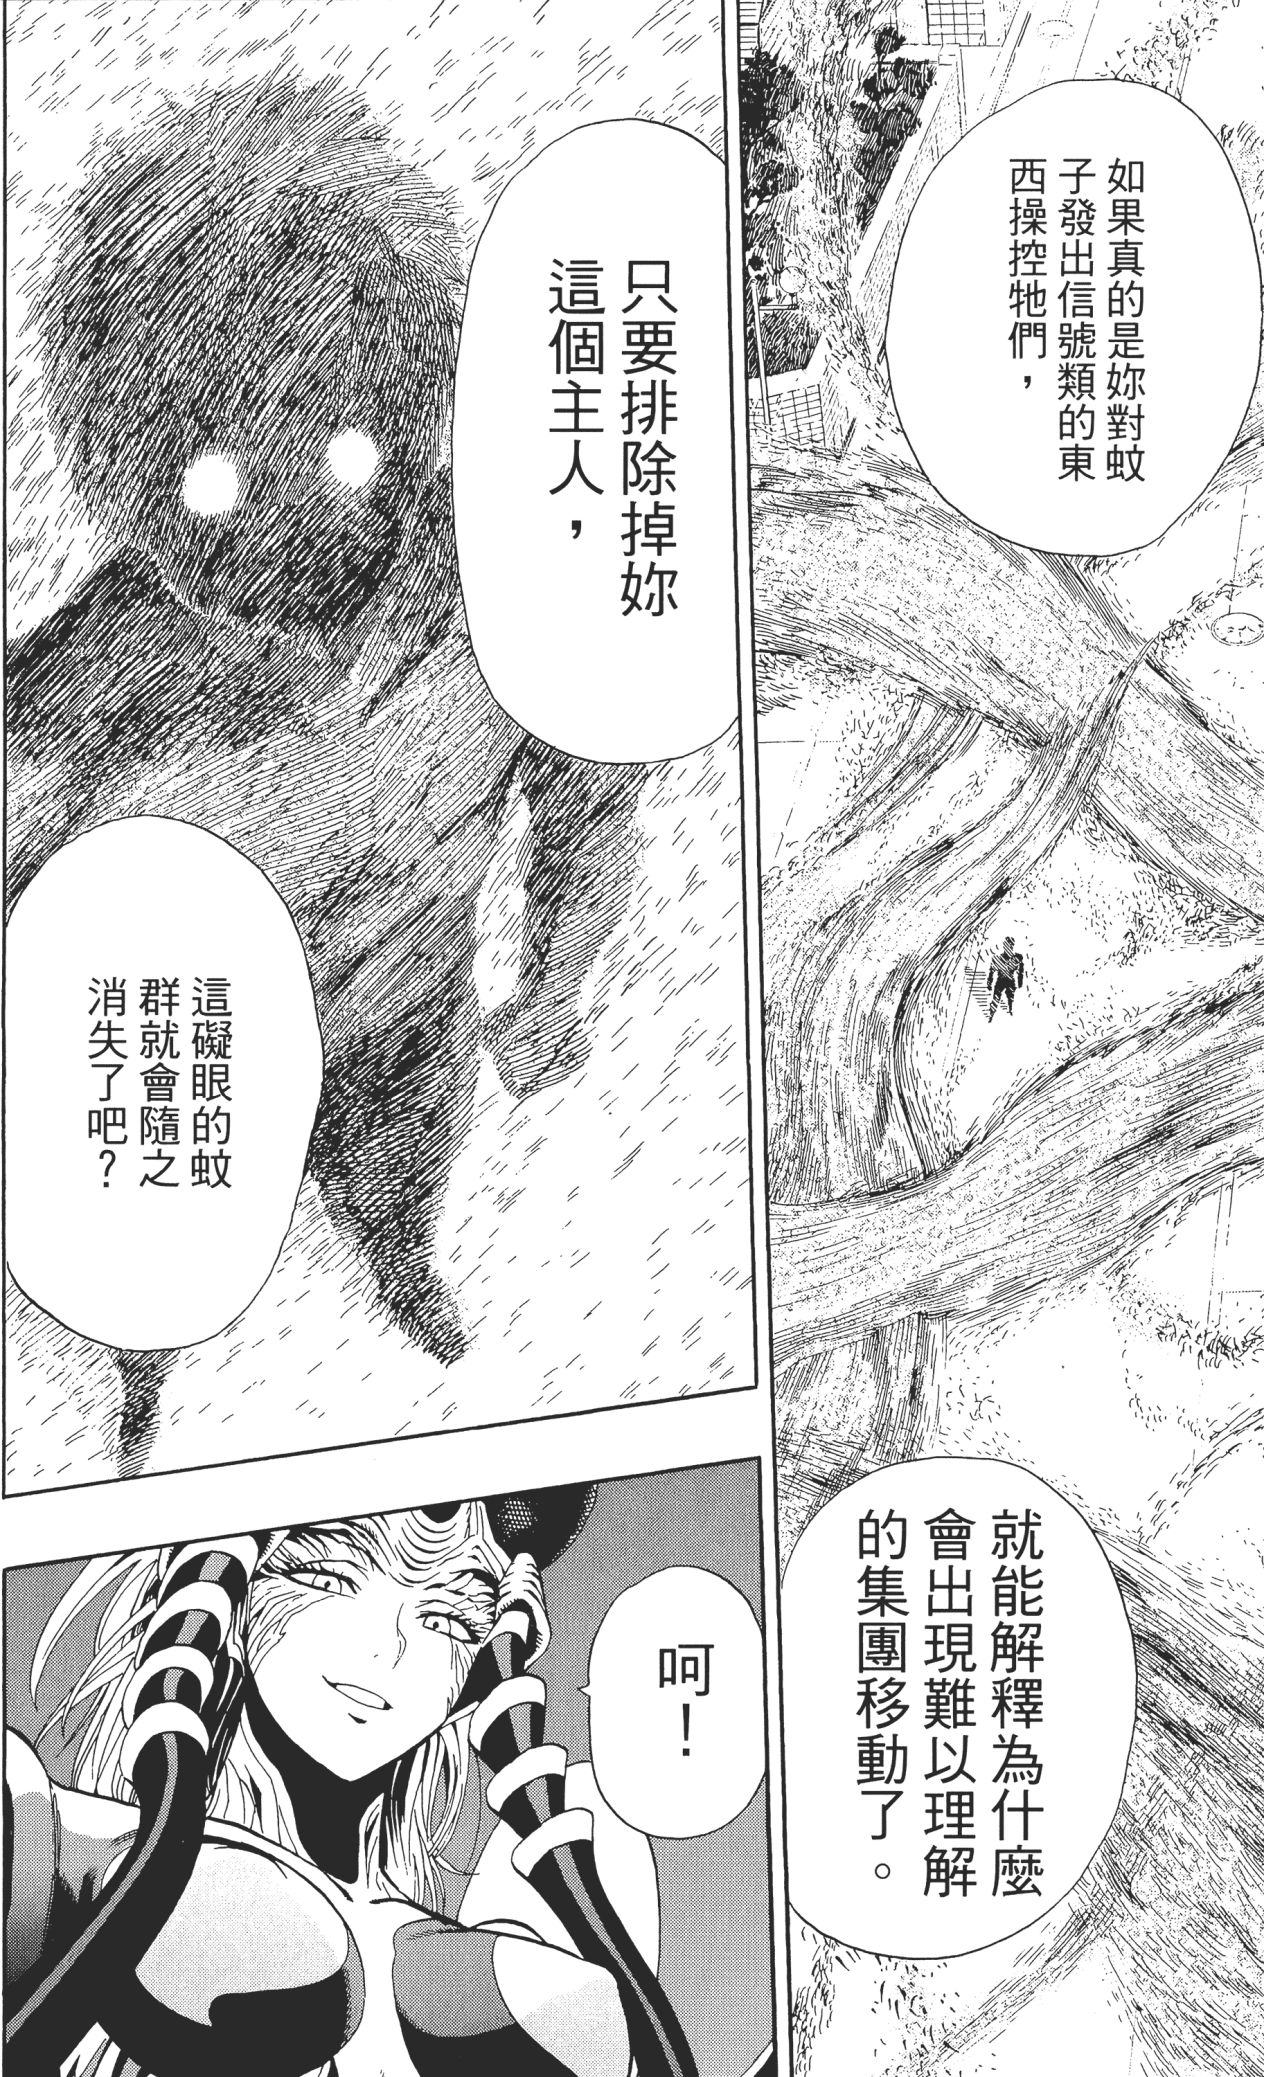 如果真的是妳對蚊
子發出信號類的東
西操控牠們，
就能解釋為什麼
會出現難以理解
的集團移動了。
只要排除掉妳
這個主人，
這礙眼的蚊
群就會隨之
消失了吧？
呵！